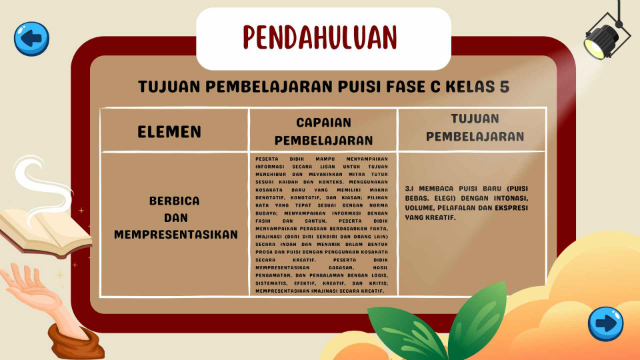 PENDAHULUAN
TUJUAN PEMBELAJARAN PUISI FASE C KELAS 5
ELEMEN
CAPAIAN
PEMBELAJARAN
TUJUAN
PEMBELAJARAN
BERBICA
DAN
MEMPRESENTASIKAN
PESERTA DIDIK MAMPU MENYAMPAIKAN
INFORMASI SECARA LISAN UNTUK TUJUAN
MENGHIBUR DAN MEYAKINKAN MITRA TUTUR
SESUAI KAIDAH DAN KONTEKS. MENGGUNAKAN
KOSAKATA BARU YANG MEMILIKI MAKNA
DENOTATIF, KONOTATIF, DAN KIASAN; PILIHAN
KATA YANG TEPAT SESUAI DENGAN NORMA
BUDAYA; MENYAMPAIKAN INFORMASI DENGAN
FASIH DAN SANTUN. PESERTA DIDIK
MENYAMPAIKAN PERASAAN BERDASARKAN FAKTA,
IMAJINASI (DARI DIRI SENDIRI DAN ORANG LAIN)
SECARA INDAH DAN MENARIK DALAM BENTUK
PROSA DAN PUISI DENGAN PENGGUNAAN KOSAKATA
SECARA KREATIF. PESERTA DIDIK
MEMPRESENTASIKAN GAGASAN, HASIL
PENGAMATAN, DAN PENGALAMAN DENGAN LOGIS,
SISTEMATIS, EFEKTIF, KREATIF, DAN KRITIS;
MEMPRESENTASIKAN IMAJINASI SECARA KREATIF.
3.1 MEMBACA PUISI BARU (PUISI
BEBAS, ELEGI) DENGAN INTONASI,
VOLUME, PELAFALAN DAN EKSPRESI
YANG KREATIF.